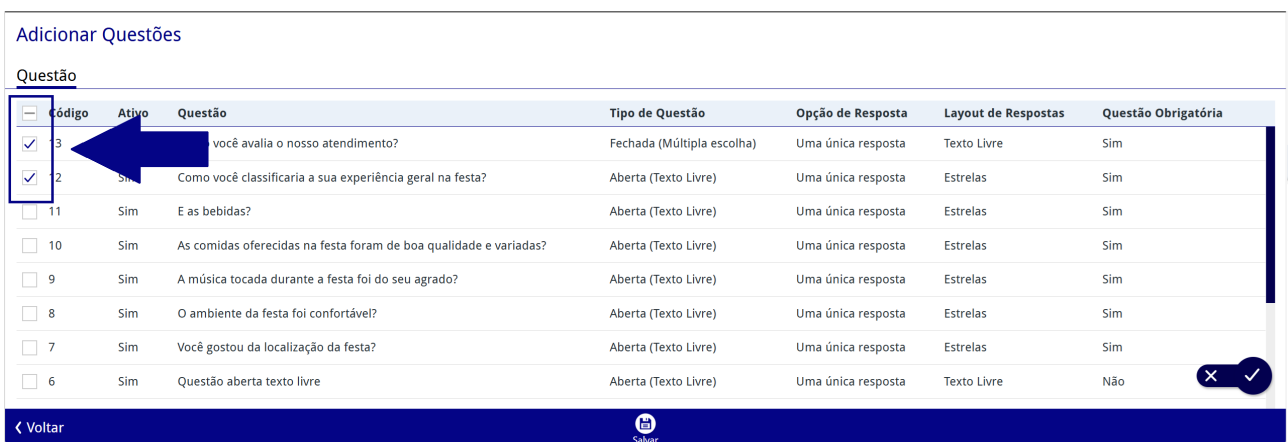 Adicionar Questões
Questão
Código Ativo Questão Tipo de Questão Opção de Resposta Layout de Respostas Questão Obrigatória
13 você avalia o nosso atendimento? Fechada (Múltipla escolha) Uma única resposta Texto Livre Sim
12 Sim Como você classificaria a sua experiência geral na festa? Aberta (Texto Livre) Uma única resposta Estrelas Sim
11 Sim E as bebidas? Aberta (Texto Livre) Uma única resposta Estrelas Sim
10 Sim As comidas oferecidas na festa foram de boa qualidade e variadas? Aberta (Texto Livre) Uma única resposta Estrelas Sim
9 Sim A música tocada durante a festa foi do seu agrado? Aberta (Texto Livre) Uma única resposta Estrelas Sim
8 Sim O ambiente da festa foi confortável? Aberta (Texto Livre) Uma única resposta Estrelas Sim
7 Sim Você gostou da localização da festa? Aberta (Texto Livre) Uma única resposta Estrelas Sim
6 Sim Questão aberta texto livre Aberta (Texto Livre) Uma única resposta Texto Livre Não
Voltar
Salvar